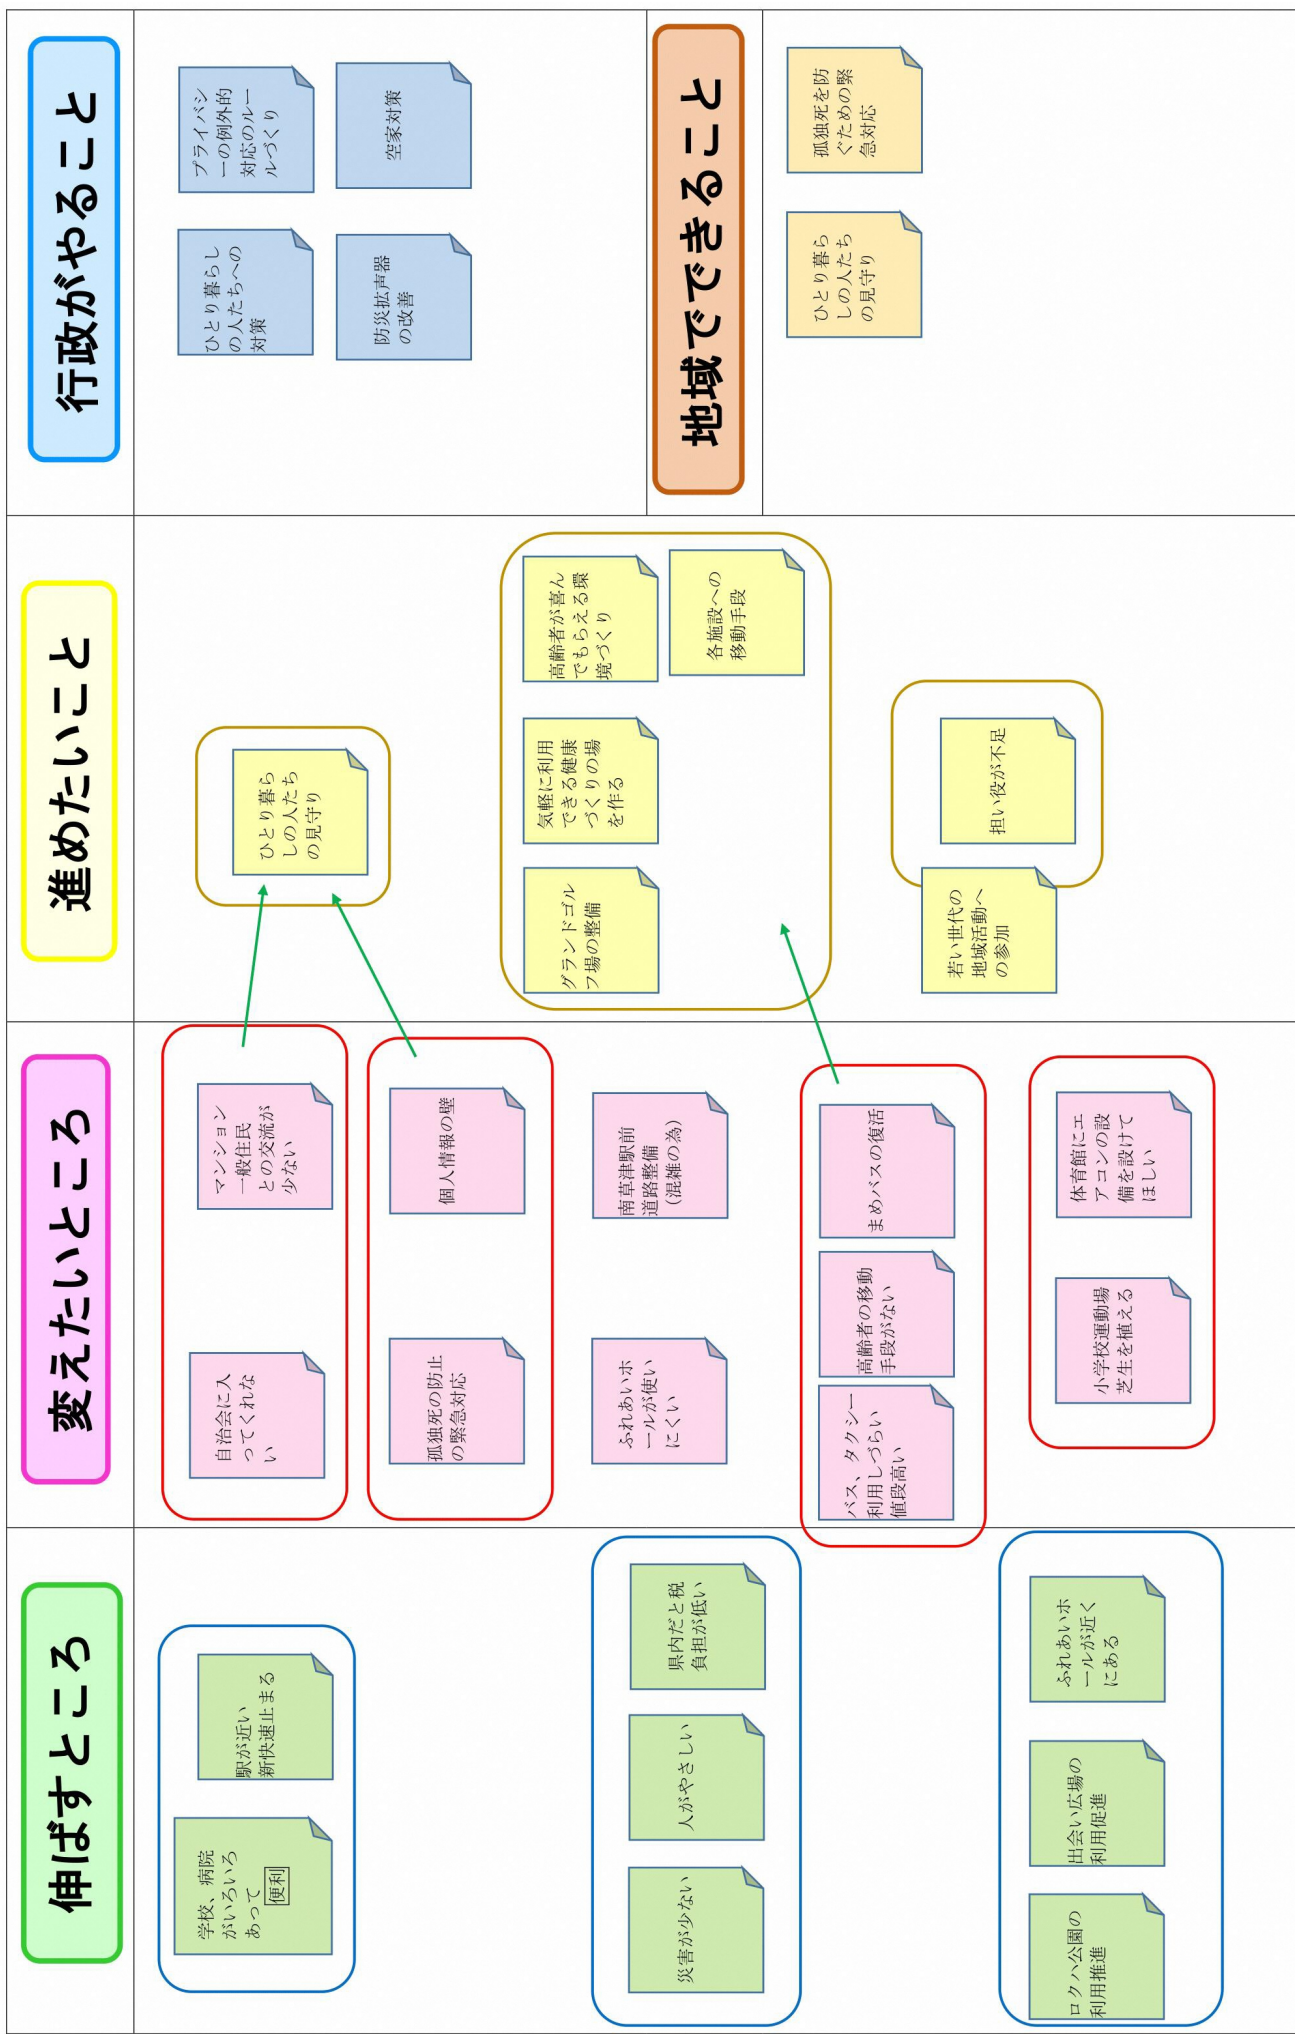 伸ばすところ
学校、病院
がいろいろ
あって
便利
駅が近い
新快速止まる
災害が少ない
人がやさしい
県内だと税
負担が低い
ロクハ公園の
利用推進
出会い広場の
利用促進
ふれあいホ
ールが近く
にある
変えたいところ
自治会に入
ってくれな
い
マンション
一般住民
との交流が
少ない
孤独死の防止
の緊急対応
個人情報の壁
ふれあいホ
ールが使い
にくい
南草津駅前
道路整備
(混雑の為)
バス、タクシー
利用しづらい
値段高い
高齢者の移動
手段がない
まめバスの復活
小学校運動場
芝生を植える
体育館にエ
アコンの設
備を設けて
ほしい
進めたいこと
ひとり暮ら
しの人たち
の見守り
グランドゴル
フ場の整備
気軽に利用
できる健康
づくりの場
を作る
高齢者が喜ん
でもらえる環
境づくり
各施設への
移動手段
若い世代の
地域活動へ
の参加
担い役が不足
行政がやること
ひとり暮らし
の人たちへの
対策
プライバシ
ーの例外的
対応のルー
ルづくり
防災拡声器
の改善
空家対策
地域でできること
ひとり暮ら
しの人たち
の見守り
孤独死を防
ぐための緊
急対応